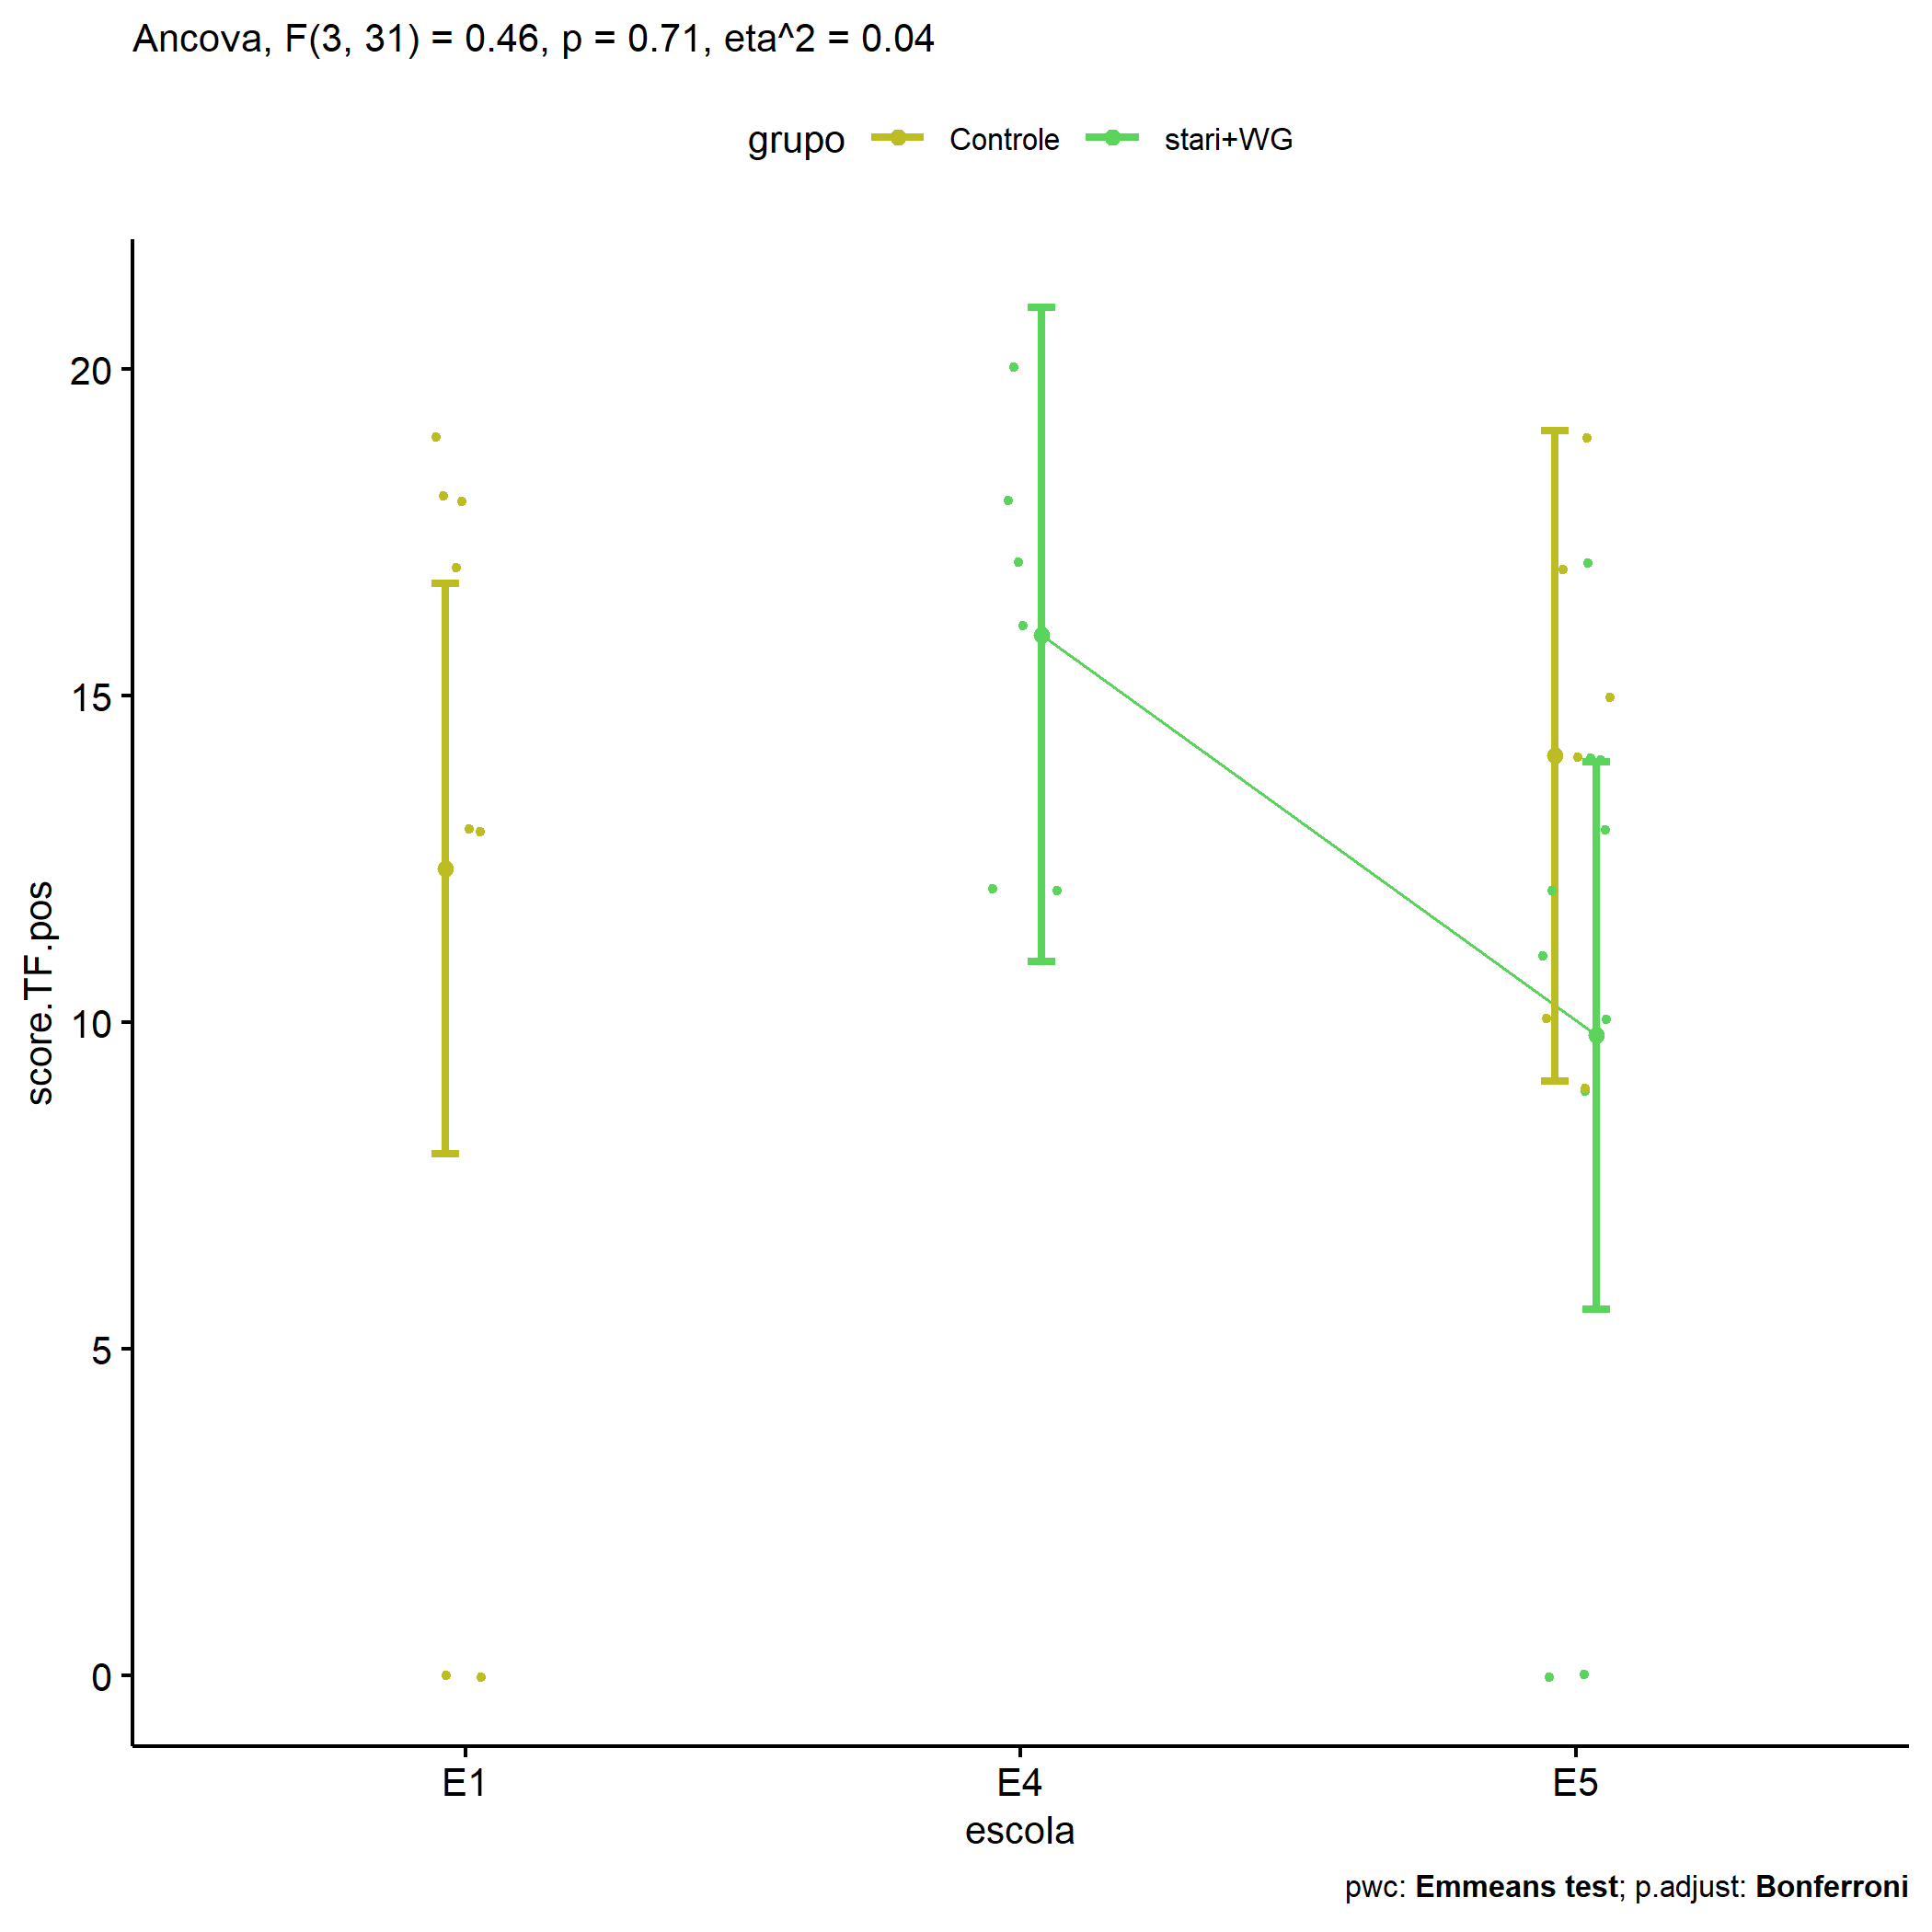 Ancova, F(3, 31) = 0.46, p = 0.71, eta^2 = 0.04
grupo Controle stari+WG
score.TF.pos
20
15
10
5
0
E1 E4 E5
escola
pwc: Emmeans test; p.adjust: Bonferroni